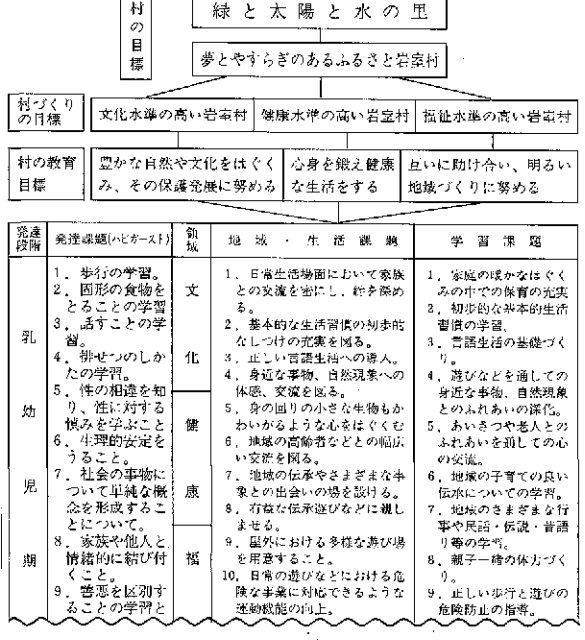 村の目標
緑と太陽と水の里
夢とやすらぎのあるふるさと岩室村
村づくり
の目標
文化水準の高い岩室村
健康水準の高い岩室村
福祉水準の高い岩室村
村の教育
目標
豊かな自然や文化をはぐく
み、その保護発展に努める
心身を鍛え健康
な生活をする
互いに助け合い、明るい
地域づくりに努める
発達
段階
発達課題(ハビガースト)
領域
地域・生活課題
学習課題
乳幼児期
1．歩行の学習。
2．固形の食物を
とることの学習
3．話すことの学
習。
4．排せつのしか
たの学習。
5．性の相違を知
り、性に対する
慎みを学ぶこと
6．生理的安定を
うること。
7．社会の事物に
ついて単純な概
念を形成するこ
とについて。
8．家族や他人と
情緒的に結び付
くこと。
9．善悪を区別す
ることの学習と
文化
健康
福
1．日常生活場面において家族
との交流を密にし、絆を深め
る。
2．基本的な生活習慣の初歩的
なしつけの充実を図る。
3．正しい言語生活への導入。
4．身近な事物、自然現象への
体感、交流を図る。
5．身の回りの小さな生物もか
わいがるような心をはぐくむ
6．地域の高齢者などとの幅広
い交流を図る。
7．地域の伝承やさまざまな事
象との出会いの場を設ける。
8．有益な伝承遊びなどに親し
ませる。
9．屋外における多様な遊び場
を用意すること。
10．日常の遊びなどにおける危
険な事業に対応できるような
運動機能の向上。
1．家庭の暖かなはぐく
みの中での保育の充実
2．初歩的な基本的生活
習慣の学習。
3．言語生活の基礎づく
り。
4．遊びなどを通しての
身近な事物、自然現象
とのふれあいの深化。
5．あいさつや老人との
ふれあいを通しての心
の交流。
6．地域の子育ての良い
伝承についての学習。
7．地域のさまざまな行
事や民話・伝説・昔語
り等の学習。
8．親子一緒の体力づく
り。
9．正しい歩行と遊びの
危険防止の指導。